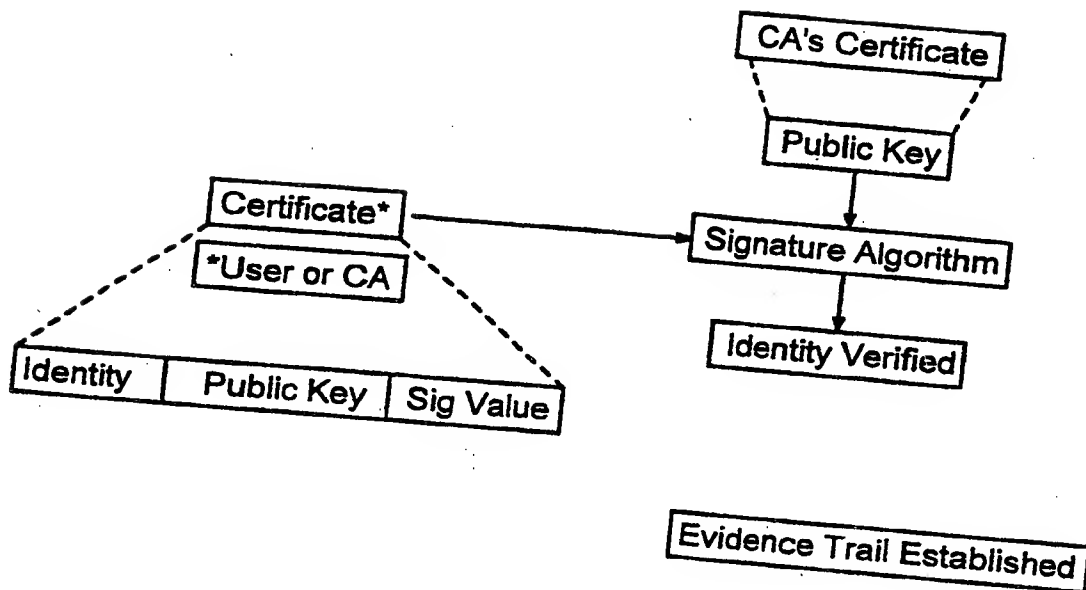 CA's Certificate
Public Key
Certificate*
*User or CA
Signature Algorithm
Identity Verified
Identity
Public Key
Sig Value
Evidence Trail Established